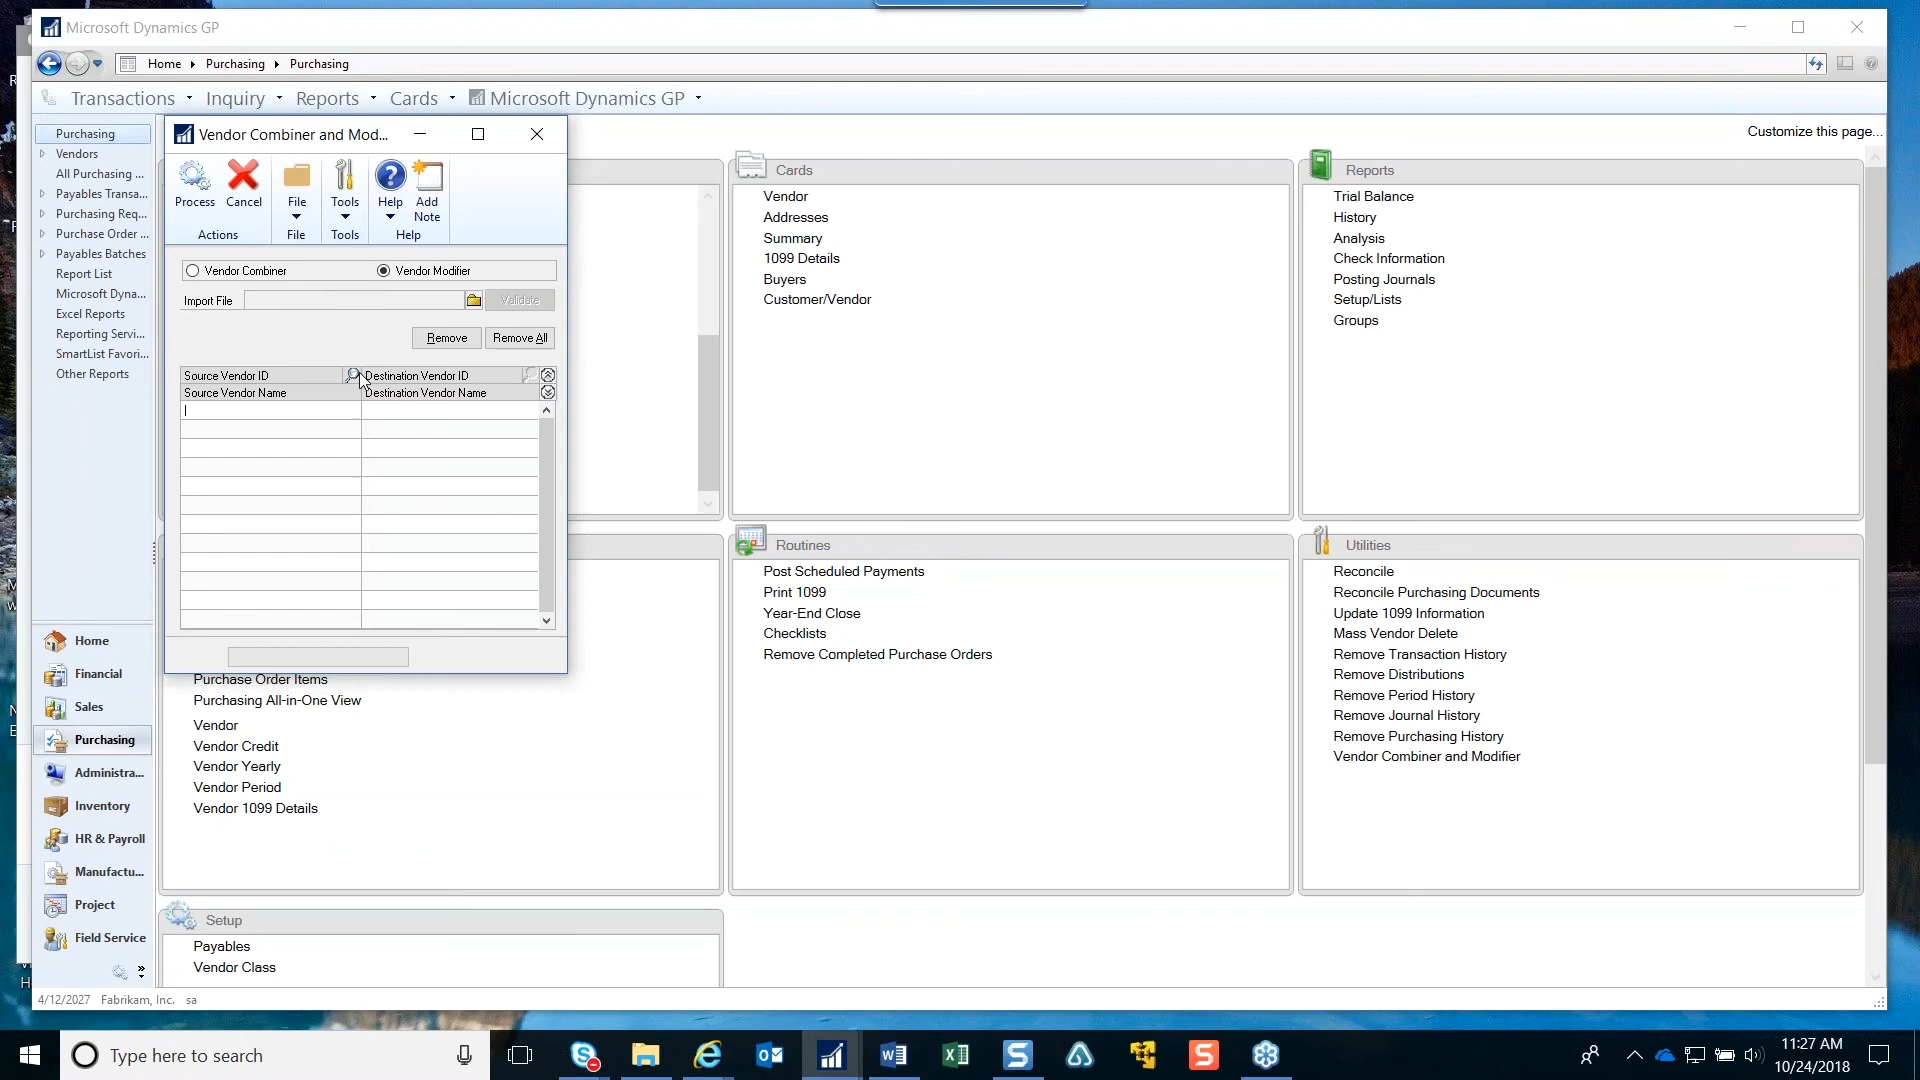 Microsoft Dynamics GP
Home Purchasing Purchasing
Transactions Inquiry Reports Cards Microsoft Dynamics GP
Customize this page...
Purchasing
Vendors
All Purchasing ...
Payables Transa...
Purchasing Req...
Purchase Order ...
Payables Batches
Report List
Microsoft Dyna...
Excel Reports
Reporting Servi...
SmartList Favori...
Other Reports
Home
Financial
Sales
Purchasing
Administra...
Inventory
HR & Payroll
Manufactu...
Project
Field Service
Vendor Combiner and Mod...
Process Cancel File Tools Help Add Note
Actions File Tools Help
Vendor Combiner Vendor Modifier
Import File Validate
Remove Remove All
Source Vendor ID Destination Vendor ID
Source Vendor Name Destination Vendor Name
Purchase Order Items
Purchasing All-in-One View
Vendor
Vendor Credit
Vendor Yearly
Vendor Period
Vendor 1099 Details
Setup
Payables
Vendor Class
Cards
Vendor
Addresses
Summary
1099 Details
Buyers
Customer/Vendor
Routines
Post Scheduled Payments
Print 1099
Year-End Close
Checklists
Remove Completed Purchase Orders
Reports
Trial Balance
History
Analysis
Check Information
Posting Journals
Setup/Lists
Groups
Utilities
Reconcile
Reconcile Purchasing Documents
Update 1099 Information
Mass Vendor Delete
Remove Transaction History
Remove Distributions
Remove Period History
Remove Journal History
Remove Purchasing History
Vendor Combiner and Modifier
4/12/2027 Fabrikam, Inc. sa
Type here to search
11:27 AM
10/24/2018